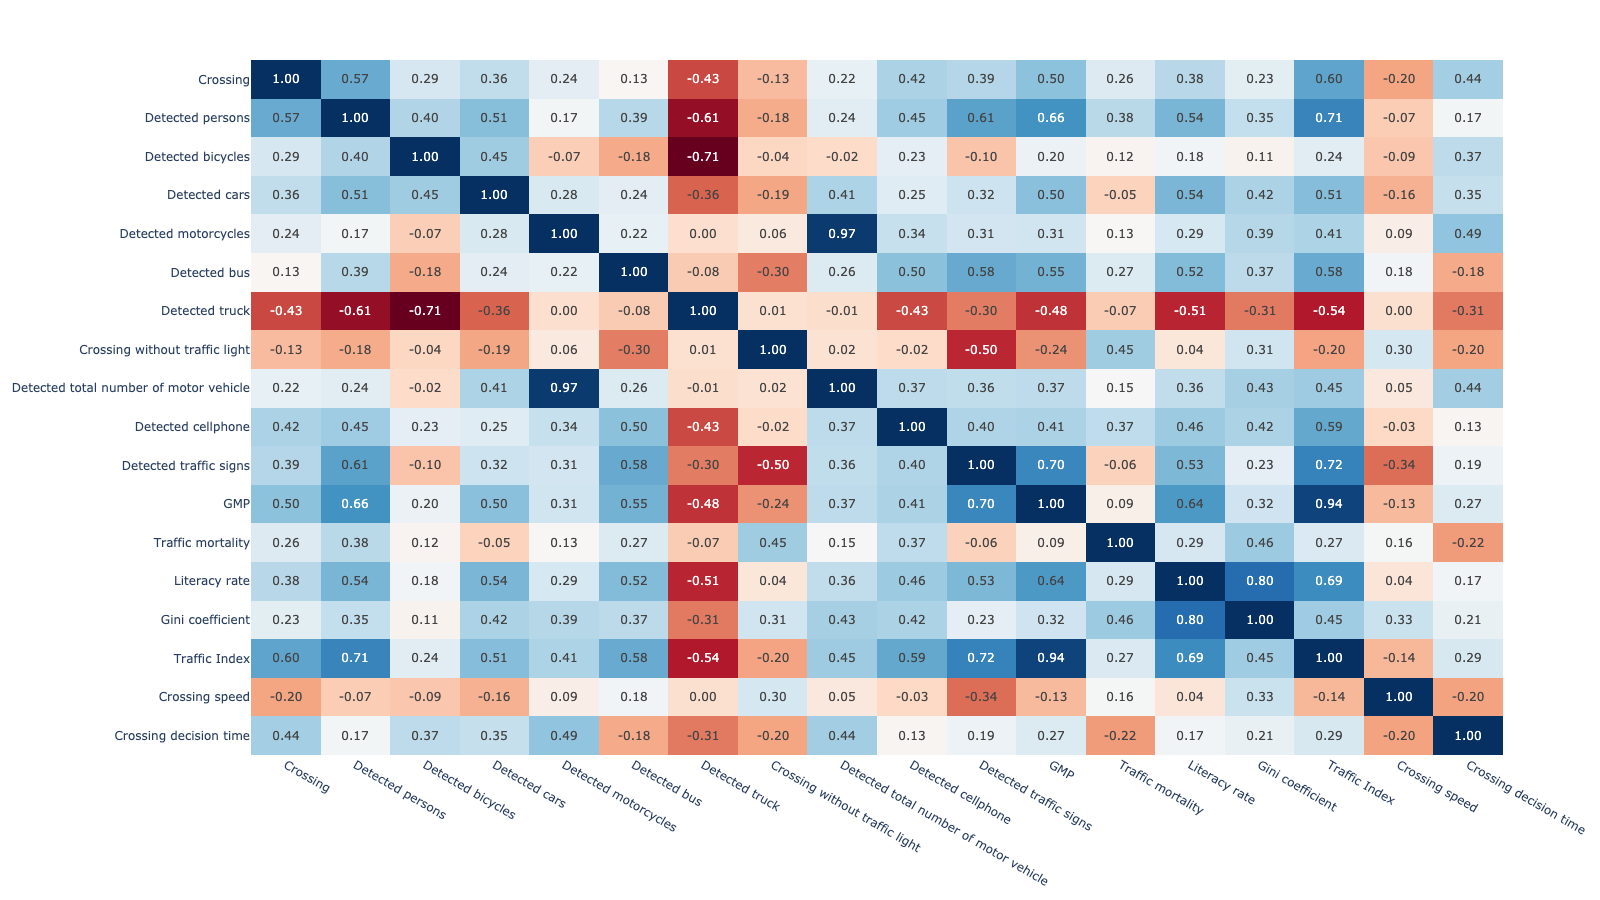 Crossing 1.00 0.57 0.29 0.36 0.24 0.13 -0.43 -0.13 0.22 0.42 0.39 0.50 0.26 0.38 0.23 0.60 -0.20 0.44
Detected persons 0.57 1.00 0.40 0.51 0.17 0.39 -0.61 -0.18 0.24 0.45 0.61 0.66 0.38 0.54 0.35 0.71 -0.07 0.17
Detected bicycles 0.29 0.40 1.00 0.45 -0.07 -0.18 -0.71 -0.04 -0.02 0.23 -0.10 0.20 0.12 0.18 0.11 0.24 -0.09 0.37
Detected cars 0.36 0.51 0.45 1.00 0.28 0.24 -0.36 -0.19 0.41 0.25 0.32 0.50 -0.05 0.54 0.42 0.51 -0.16 0.35
Detected motorcycles 0.24 0.17 -0.07 0.28 1.00 0.22 0.00 0.06 0.97 0.34 0.31 0.31 0.13 0.29 0.39 0.41 0.09 0.49
Detected bus 0.13 0.39 -0.18 0.24 0.22 1.00 -0.08 -0.30 0.26 0.50 0.58 0.55 0.27 0.52 0.37 0.58 0.18 -0.18
Detected truck -0.43 -0.61 -0.71 -0.36 0.00 -0.08 1.00 0.01 -0.01 -0.43 -0.30 -0.48 -0.07 -0.51 -0.31 -0.54 0.00 -0.31
Crossing without traffic light -0.13 -0.18 -0.04 -0.19 0.06 -0.30 0.01 1.00 0.02 -0.02 -0.50 -0.24 0.45 0.04 0.31 -0.20 0.30 -0.20
Detected total number of motor vehicle 0.22 0.24 -0.02 0.41 0.97 0.26 -0.01 0.02 1.00 0.37 0.36 0.37 0.15 0.36 0.43 0.45 0.05 0.44
Detected cellphone 0.42 0.45 0.23 0.25 0.34 0.50 -0.43 -0.02 0.37 1.00 0.40 0.41 0.37 0.46 0.42 0.59 -0.03 0.13
Detected traffic signs 0.39 0.61 -0.10 0.32 0.31 0.58 -0.30 -0.50 0.36 0.40 1.00 0.70 -0.06 0.53 0.23 0.72 -0.34 0.19
GMP 0.50 0.66 0.20 0.50 0.31 0.55 -0.48 -0.24 0.37 0.41 0.70 1.00 0.09 0.64 0.32 0.94 -0.13 0.27
Traffic mortality 0.26 0.38 0.12 -0.05 0.13 0.27 -0.07 0.45 0.15 0.37 -0.06 0.09 1.00 0.29 0.46 0.27 0.16 -0.22
Literacy rate 0.38 0.54 0.18 0.54 0.29 0.52 -0.51 0.04 0.36 0.46 0.53 0.64 0.29 1.00 0.80 0.69 0.04 0.17
Gini coefficient 0.23 0.35 0.11 0.42 0.39 0.37 -0.31 0.31 0.43 0.42 0.23 0.32 0.46 0.80 1.00 0.45 0.33 0.21
Traffic Index 0.60 0.71 0.24 0.51 0.41 0.58 -0.54 -0.20 0.45 0.59 0.72 0.94 0.27 0.69 0.45 1.00 -0.14 0.29
Crossing speed -0.20 -0.07 -0.09 -0.16 0.09 0.18 0.00 0.30 0.05 -0.03 -0.34 -0.13 0.16 0.04 0.33 -0.14 1.00 -0.20
Crossing decision time 0.44 0.17 0.37 0.35 0.49 -0.18 -0.31 -0.20 0.44 0.13 0.19 0.27 -0.22 0.17 0.21 0.29 -0.20 1.00
Crossing
Detected persons
Detected bicycles
Detected cars
Detected motorcycles
Detected bus
Detected truck
Crossing without traffic light
Detected total number of motor vehicle
Detected cellphone
Detected traffic signs
GMP
Traffic mortality
Literacy rate
Gini coefficient
Traffic Index
Crossing speed
Crossing decision time